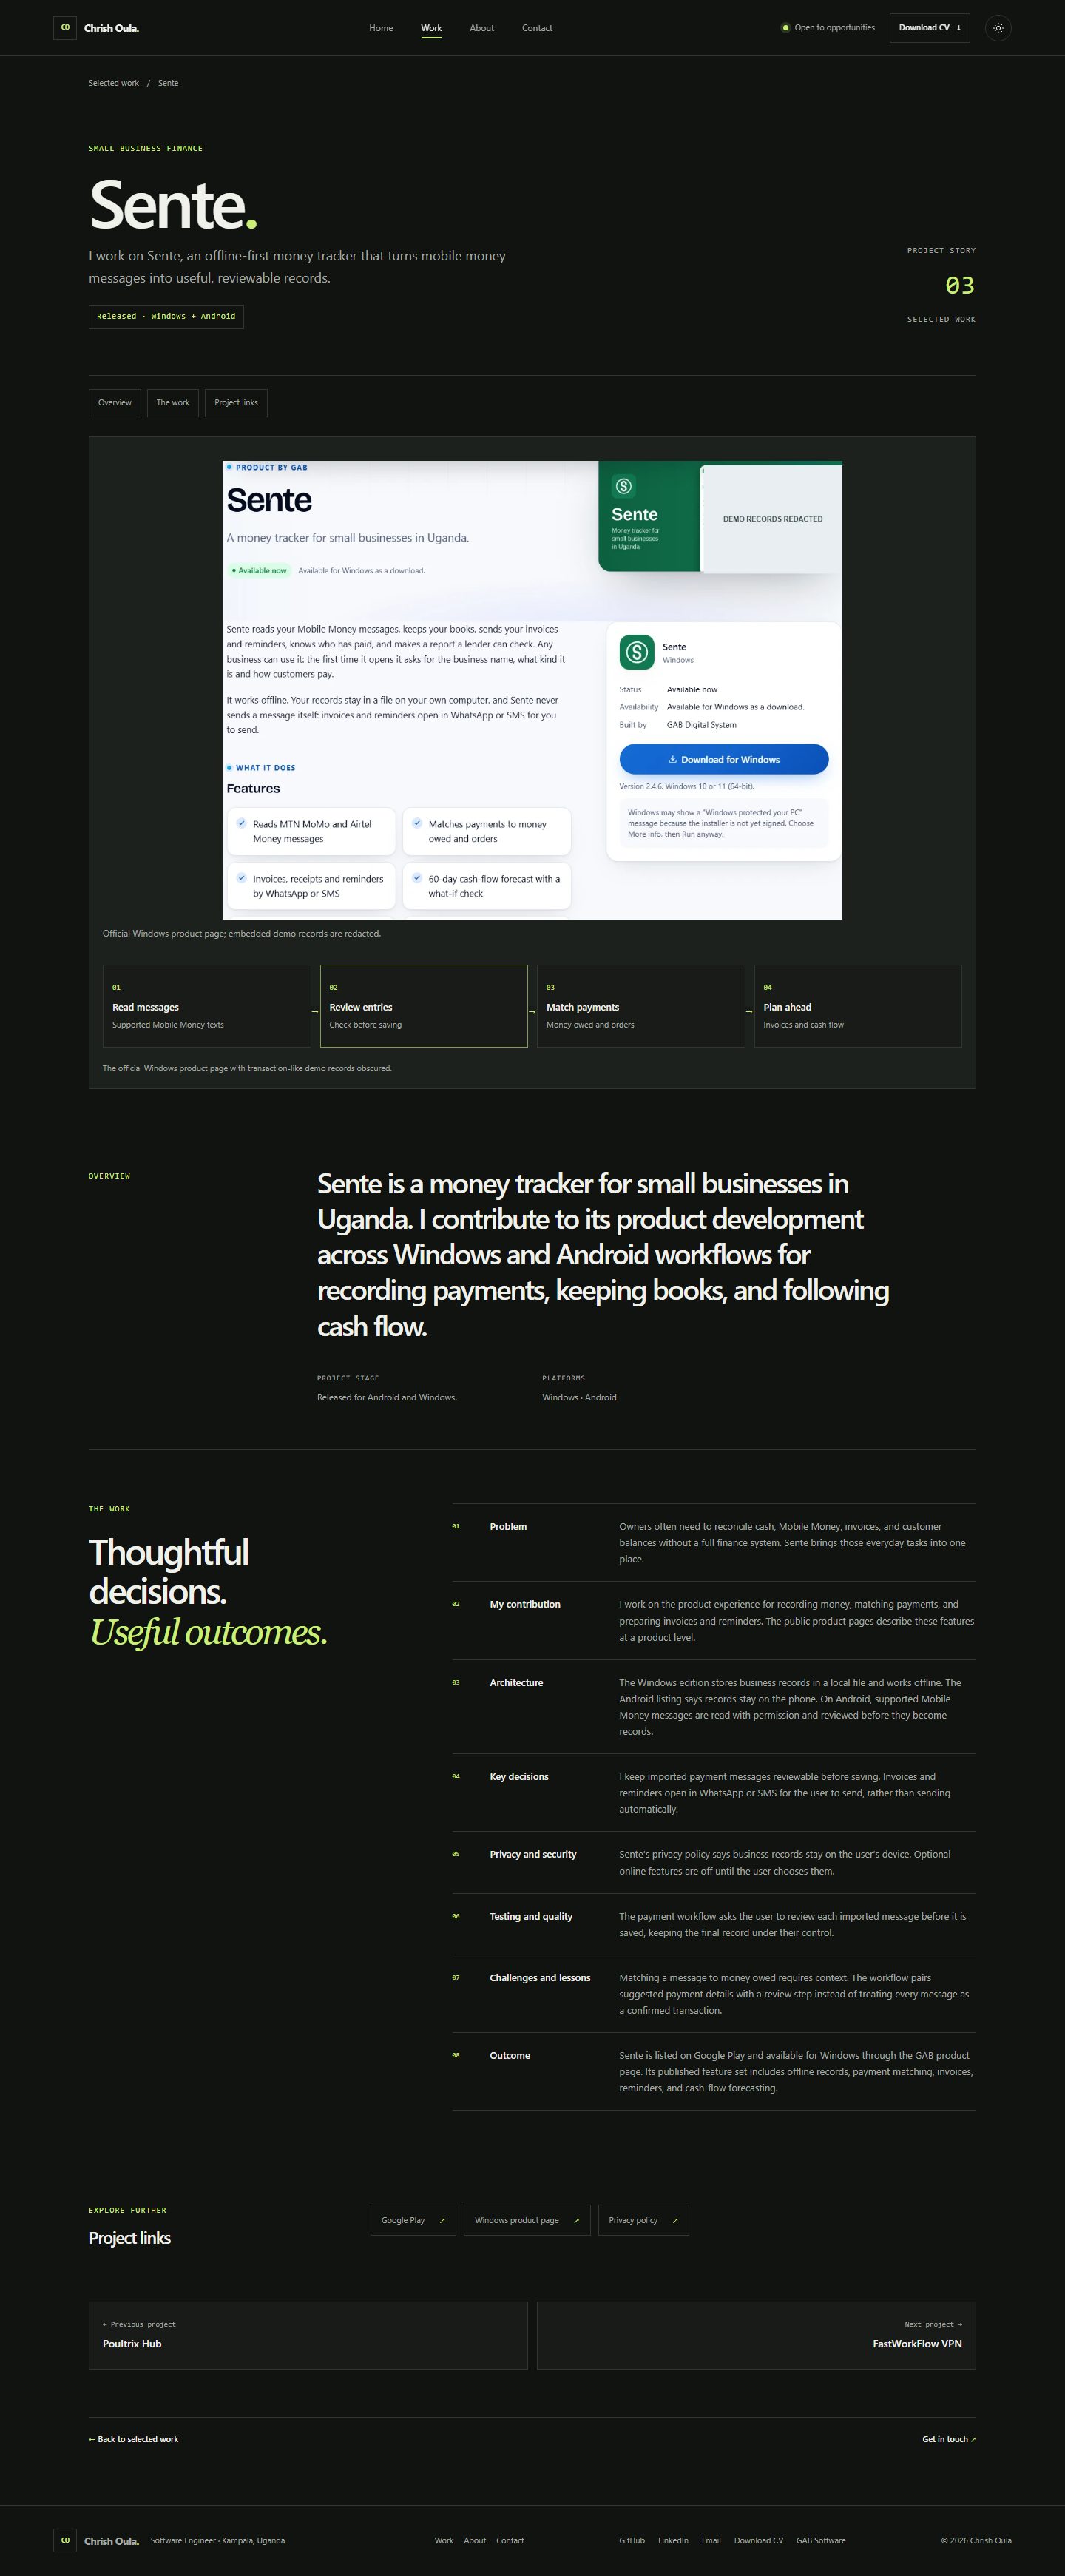 CO Chrish Oula. Home Work About Contact Open to opportunities Download CV ↓
Selected work / Sente
SMALL-BUSINESS FINANCE
Sente.
I work on Sente, an offline-first money tracker that turns mobile money
messages into useful, reviewable records.
Released · Windows + Android
PROJECT STORY
03
SELECTED WORK
Overview The work Project links
PRODUCT BY GAB
Sente
A money tracker for small businesses in Uganda.
Available now Available for Windows as a download.
Sente
Money tracker for
small businesses
in Uganda
DEMO RECORDS REDACTED
Sente reads your Mobile Money messages, keeps your books, sends your invoices
and reminders, knows who has paid, and makes a report a lender can check. Any
business can use it: the first time it opens it asks for the business name, what kind it
is and how customers pay.
It works offline. Your records stay in a file on your own computer, and Sente never
sends a message itself: invoices and reminders open in WhatsApp or SMS for you
to send.
WHAT IT DOES
Features
Reads MTN MoMo and Airtel
Money messages
Matches payments to money
owed and orders
Invoices, receipts and reminders
by WhatsApp or SMS
60-day cash-flow forecast with a
what-if check
Sente
Windows
Status Available now
Availability Available for Windows as a download.
Built by GAB Digital System
Download for Windows
Version 2.4.6, Windows 10 or 11 (64-bit).
Windows may show a "Windows protected your PC"
message because the installer is not yet signed. Choose
More info, then Run anyway.
Official Windows product page; embedded demo records are redacted.
01
Read messages
Supported Mobile Money texts
→
02
Review entries
Check before saving
→
03
Match payments
Money owed and orders
→
04
Plan ahead
Invoices and cash flow
The official Windows product page with transaction-like demo records obscured.
OVERVIEW
Sente is a money tracker for small businesses in
Uganda. I contribute to its product development
across Windows and Android workflows for
recording payments, keeping books, and following
cash flow.
PROJECT STAGE
Released for Android and Windows.
PLATFORMS
Windows · Android
THE WORK
Thoughtful
decisions.
Useful outcomes.
01 Problem
Owners often need to reconcile cash, Mobile Money, invoices, and customer
balances without a full finance system. Sente brings those everyday tasks into one
place.
02 My contribution
I work on the product experience for recording money, matching payments, and
preparing invoices and reminders. The public product pages describe these features
at a product level.
03 Architecture
The Windows edition stores business records in a local file and works offline. The
Android listing says records stay on the phone. On Android, supported Mobile
Money messages are read with permission and reviewed before they become
records.
04 Key decisions
I keep imported payment messages reviewable before saving. Invoices and
reminders open in WhatsApp or SMS for the user to send, rather than sending
automatically.
05 Privacy and security
Sente's privacy policy says business records stay on the user's device. Optional
online features are off until the user chooses them.
06 Testing and quality
The payment workflow asks the user to review each imported message before it is
saved, keeping the final record under their control.
07 Challenges and lessons
Matching a message to money owed requires context. The workflow pairs
suggested payment details with a review step instead of treating every message as
a confirmed transaction.
08 Outcome
Sente is listed on Google Play and available for Windows through the GAB product
page. Its published feature set includes offline records, payment matching, invoices,
reminders, and cash-flow forecasting.
EXPLORE FURTHER
Project links
Google Play ↗ Windows product page ↗ Privacy policy ↗
← Previous project
Poultrix Hub
Next project →
FastWorkFlow VPN
← Back to selected work Get in touch ↗
CO Chrish Oula. Software Engineer · Kampala, Uganda Work About Contact GitHub LinkedIn Email Download CV GAB Software © 2026 Chrish Oula